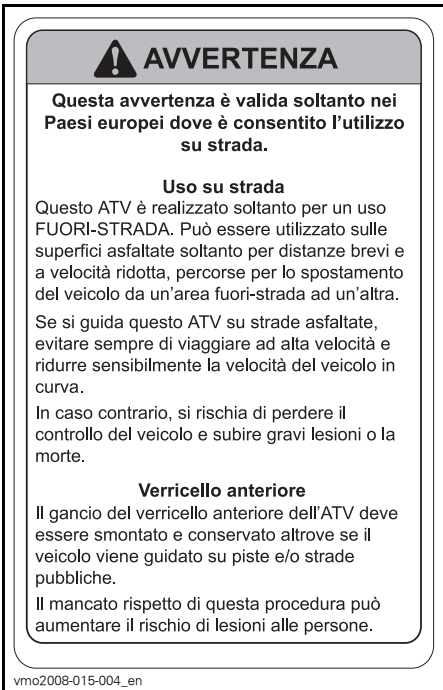 AVVERTENZA
Questa avvertenza è valida soltanto nei
Paesi europei dove è consentito l'utilizzo
su strada.
Uso su strada
Questo ATV è realizzato soltanto per un uso
FUORI-STRADA. Può essere utilizzato sulle
superfici asfaltate soltanto per distanze brevi e
a velocità ridotta, percorse per lo spostamento
del veicolo da un'area fuori-strada ad un'altra.
Se si guida questo ATV su strade asfaltate,
evitare sempre di viaggiare ad alta velocità e
ridurre sensibilmente la velocità del veicolo in
curva.
In caso contrario, si rischia di perdere il
controllo del veicolo e subire gravi lesioni o la
morte.
Verricello anteriore
Il gancio del verricello anteriore dell'ATV deve
essere smontato e conservato altrove se il
veicolo viene guidato su piste e/o strade
pubbliche.
Il mancato rispetto di questa procedura può
aumentare il rischio di lesioni alle persone.
vmo2008-015-004_en